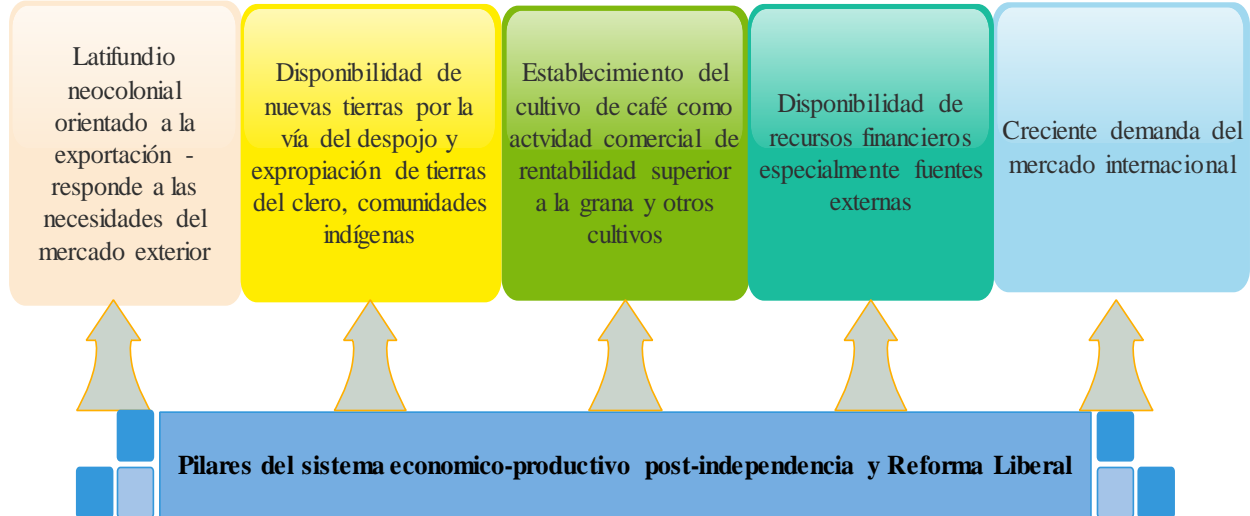 Latifundio
neocolonial
orientado a la
exportación -
responde a las
necesidades del
mercado exterior
Disponibilidad de
nuevas tierras por la
vía del despojo y
expropiación de tierras
del clero, comunidades
indígenas
Establecimiento del
cultivo de café como
actvidad comercial de
rentabilidad superior
a la grana y otros
cultivos
Disponibilidad de
recursos financieros
especialmente fuentes
externas
Creciente demanda del
mercado internacional
Pilares del sistema economico-productivo post-independencia y Reforma Liberal